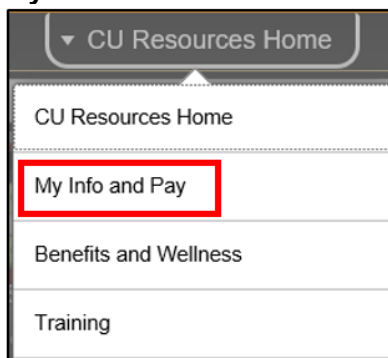 CU Resources Home
CU Resources Home
My Info and Pay
Benefits and Wellness
Training